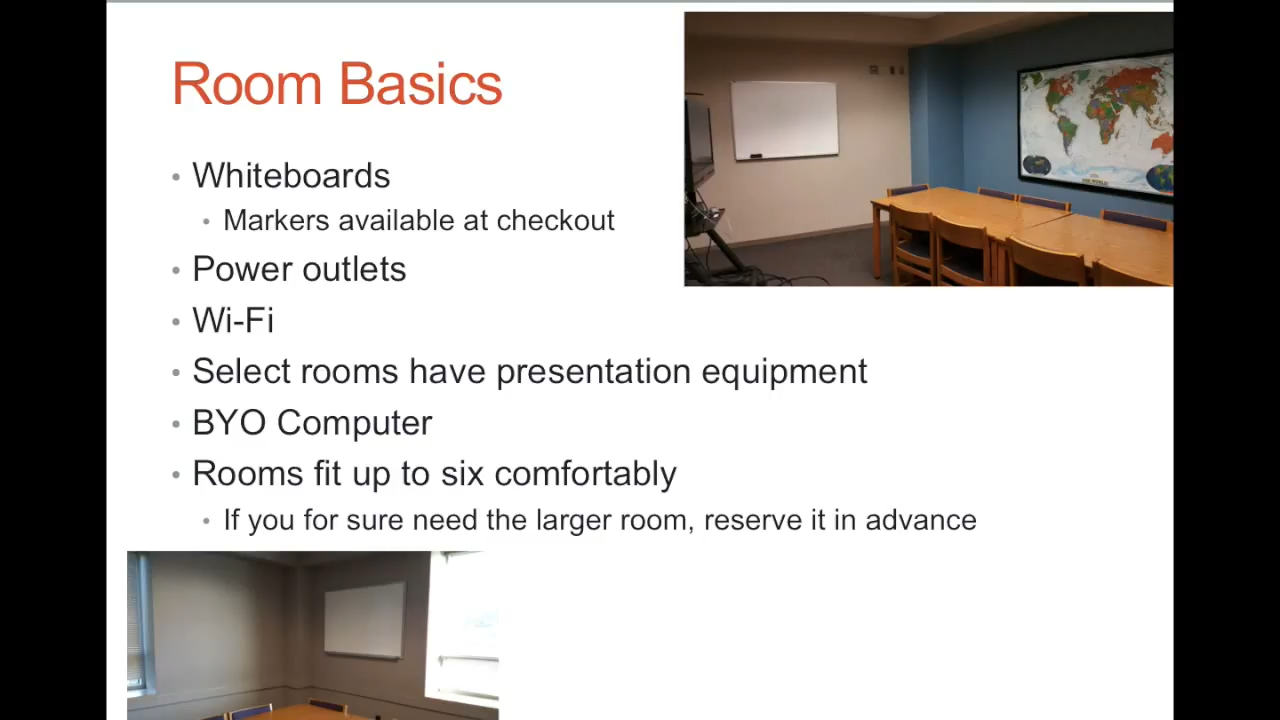 Room Basics
Whiteboards
Markers available at checkout
Power outlets
Wi-Fi
Select rooms have presentation equipment
BYO Computer
Rooms fit up to six comfortably
If you for sure need the larger room, reserve it in advance